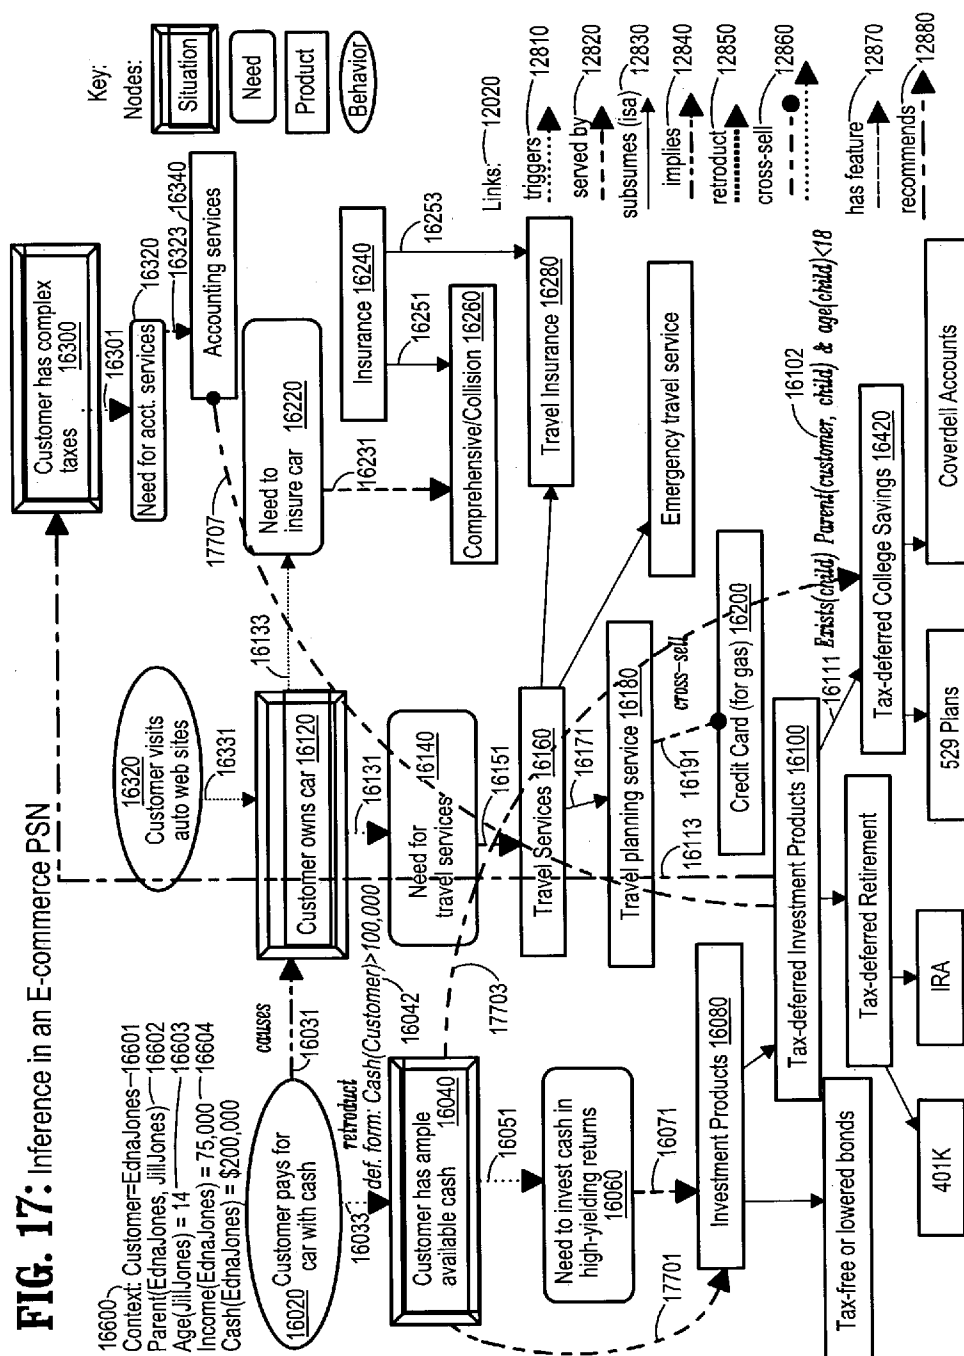 FIG. 17: Inference in an E-commerce PSN
16600
Context: Customer=EdnaJones
16601
Parent(EdnaJones, JillJones)
16602
Age(JillJones) = 14
16603
Income(EdnaJones) = 75,000
16604
Cash(EdnaJones) = $200,000
16020
Customer pays for
car with cash
causes
16031
16033
retroduct
def. form: Cash(Customer)>100,000
16042
Customer has ample
available cash
16040
16051
17703
Need to invest cash in
high-yielding returns
16060
16071
17701
Investment Products 16080
Tax-free or lowered bonds
Tax-deferred Investment Products 16100
Tax-deferred Retirement
401K
IRA
16320
Customer visits
auto web sites
16331
Customer owns car 16120
16133
16131
Need for
travel services
16140
16151
Travel Services 16160
16171
Travel planning service 16180
16191
cross-sell
Credit Card (for gas) 16200
16113
16111
16102
Exists(child) Parent(customer, child) & age(child)<18
Tax-deferred College Savings 16420
529 Plans
Coverdell Accounts
Customer has complex
taxes
16300
16301
Need for acct. services
16320
16323
16340
Accounting services
17707
Need to
insure car
16220
16231
Insurance 16240
16251
16253
Comprehensive/Collision 16260
Travel Insurance 16280
Emergency travel service
Key:
Nodes:
Situation
Need
Product
Behavior
Links:
12020
triggers
12810
served by
12820
subsumes (isa)
12830
implies
12840
retroduct
12850
cross-sell
12860
has feature
12870
recommends
12880